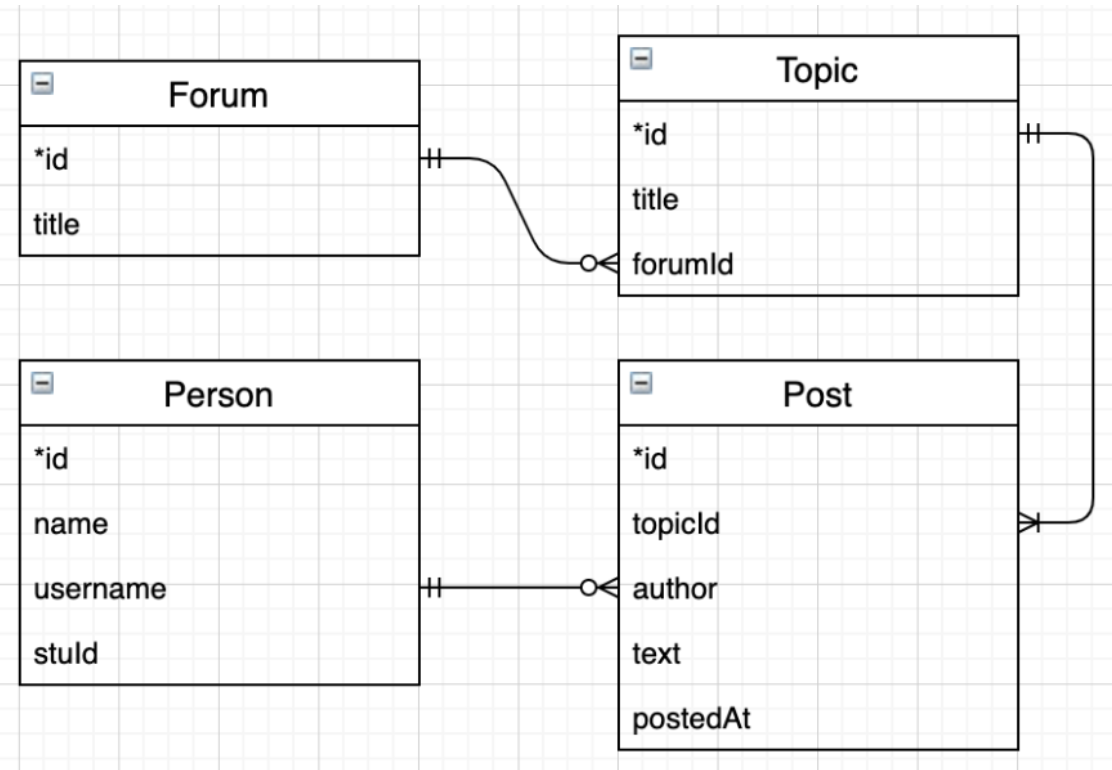 Forum
*id
title
Topic
*id
title
forumId
Person
*id
name
username
stuId
Post
*id
topicId
author
text
postedAt